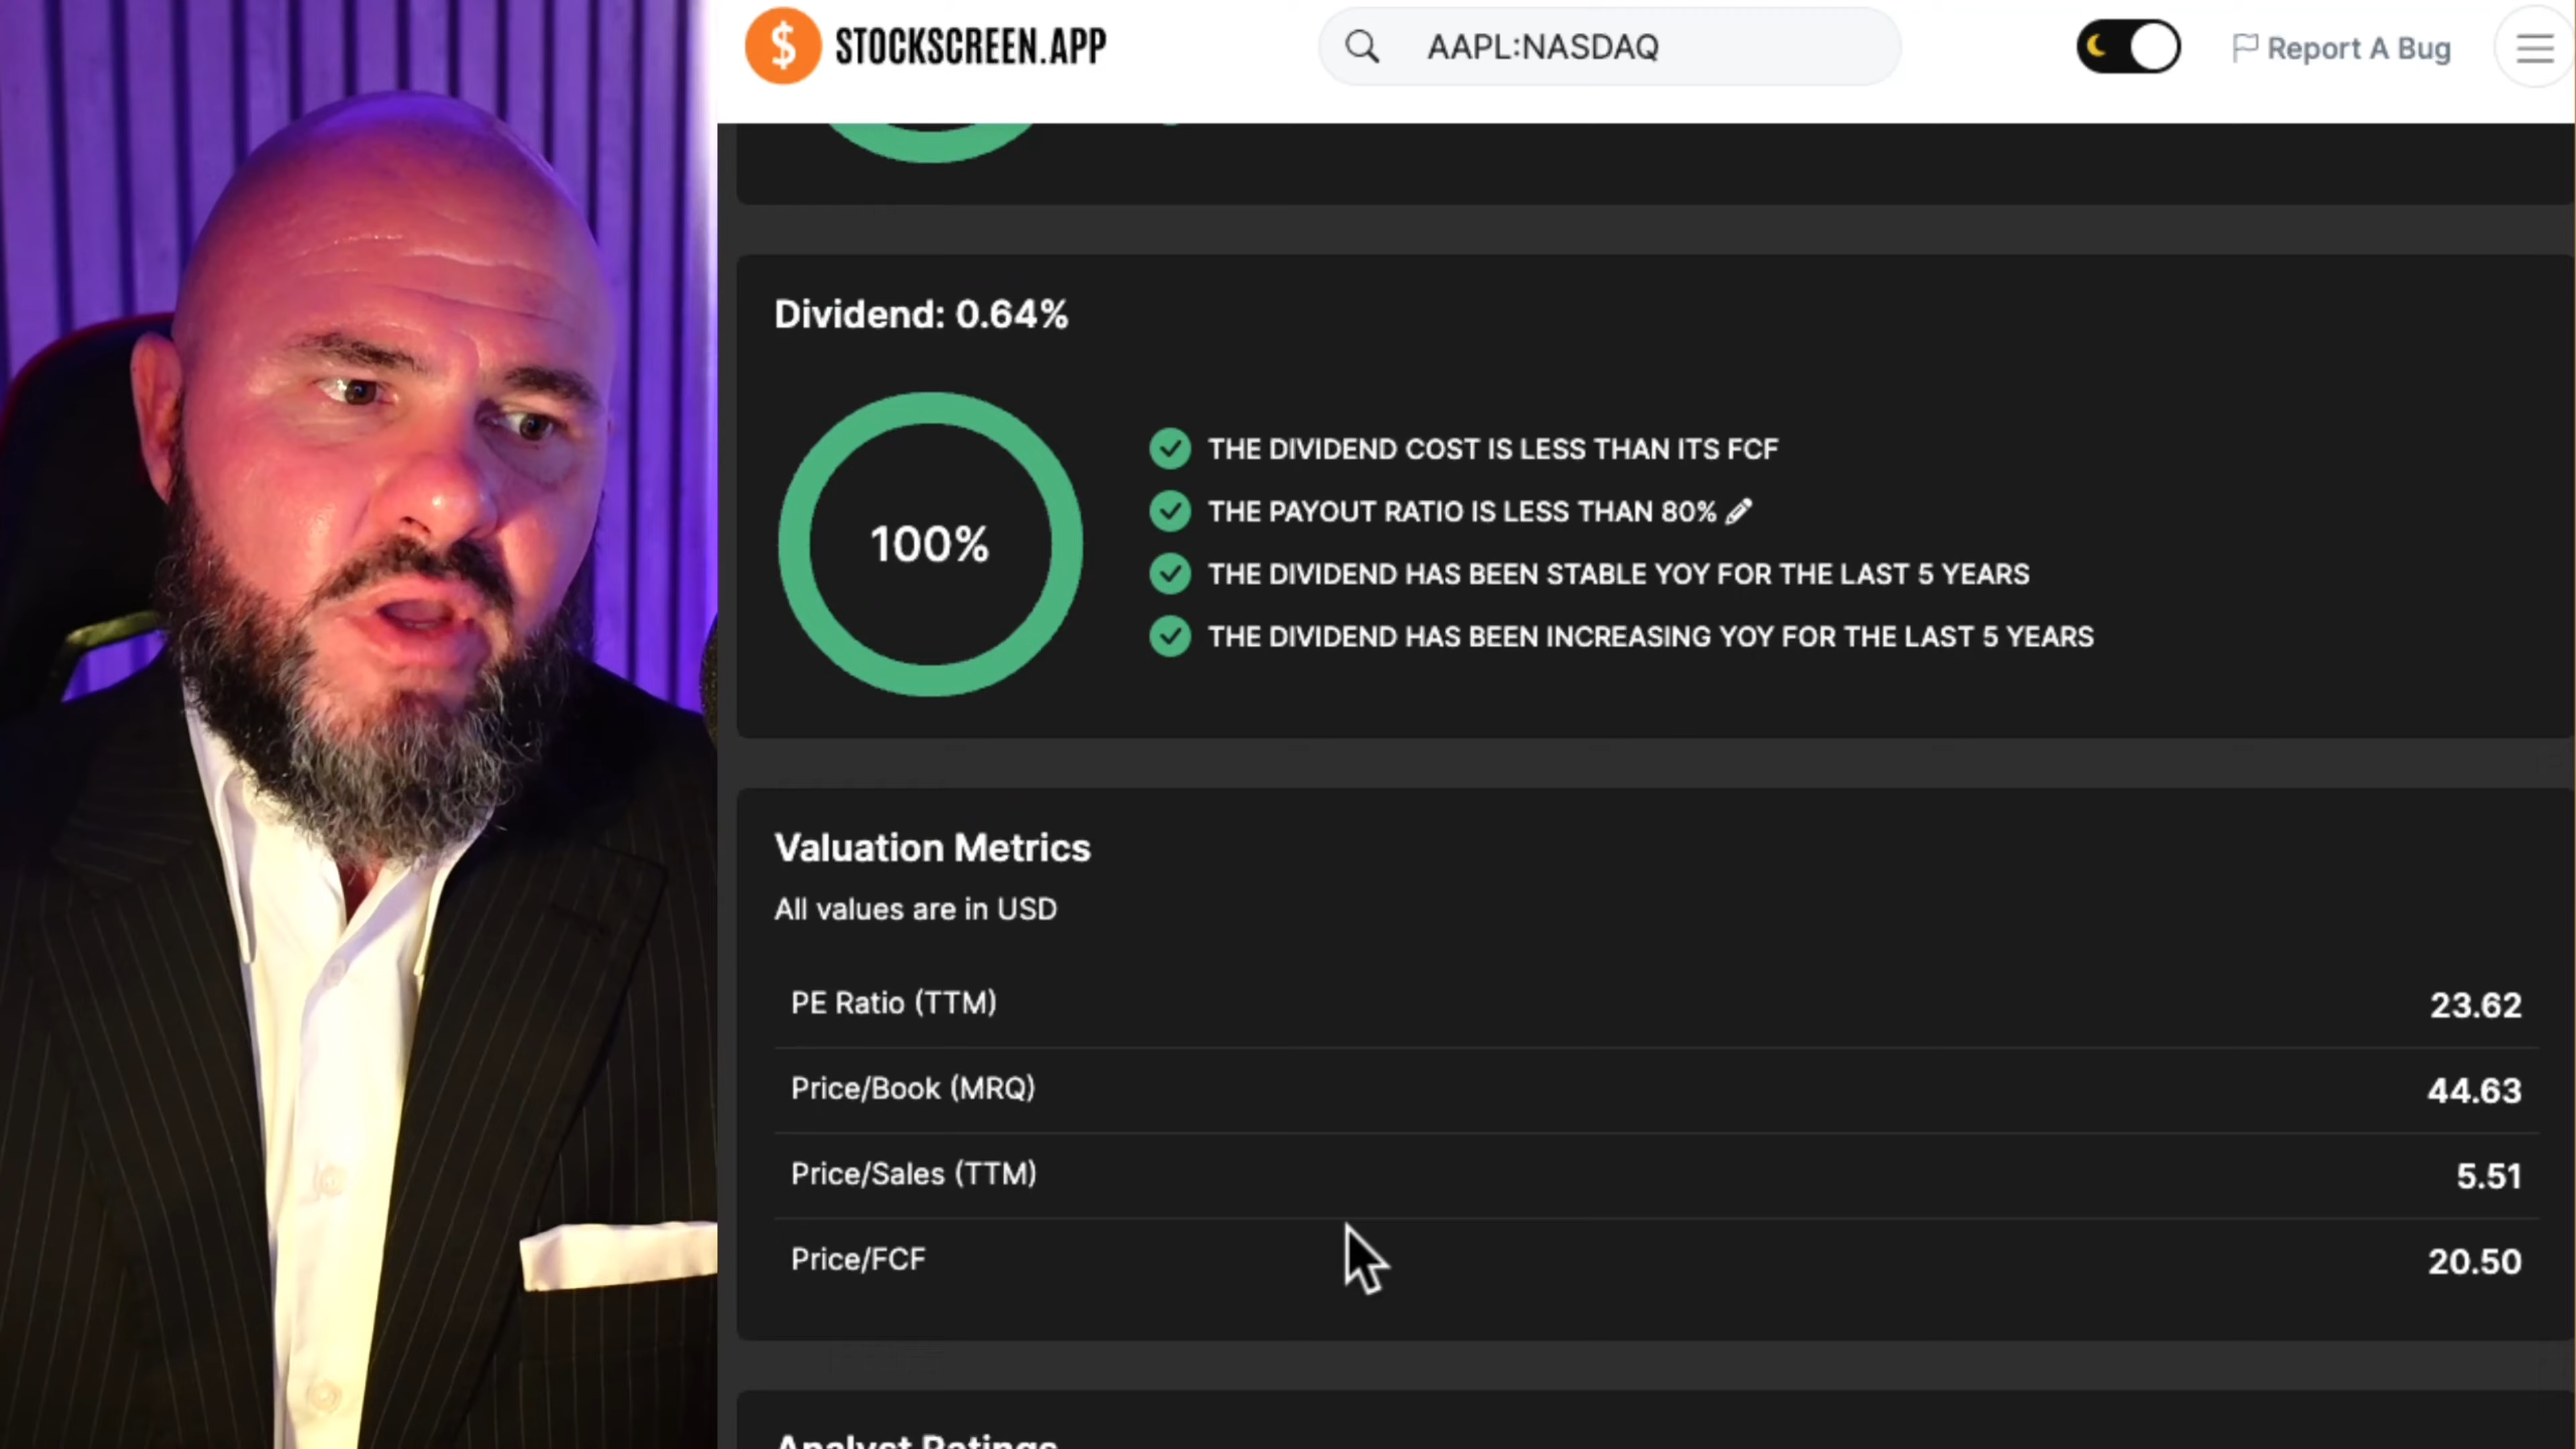 $ STOCKSCREEN.APP
AAPL:NASDAQ
Report A Bug
Dividend: 0.64%
100%
THE DIVIDEND COST IS LESS THAN ITS FCF
THE PAYOUT RATIO IS LESS THAN 80%
THE DIVIDEND HAS BEEN STABLE YOY FOR THE LAST 5 YEARS
THE DIVIDEND HAS BEEN INCREASING YOY FOR THE LAST 5 YEARS
Valuation Metrics
All values are in USD
PE Ratio (TTM) 23.62
Price/Book (MRQ) 44.63
Price/Sales (TTM) 5.51
Price/FCF 20.50
Analyst Ratings